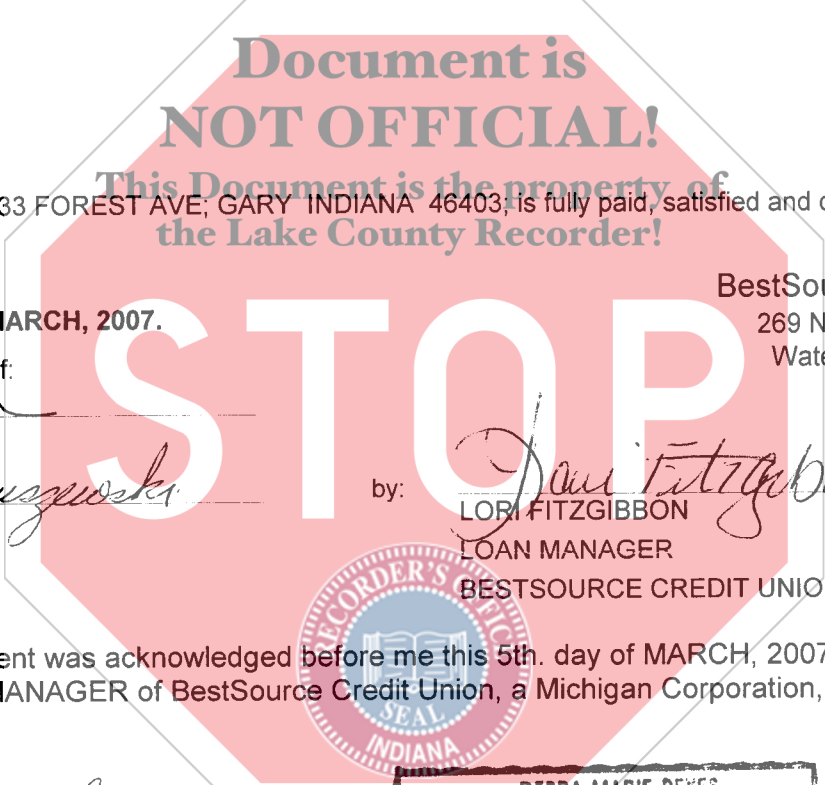 Document is
NOT OFFICIAL!
This Document is the property of
33 FOREST AVE; GARY INDIANA 46403; is fully paid, satisfied and
the Lake County Recorder!
BestSou
IARCH, 2007.
269 N
Wate
f:
STOP
uszewski
by:
LORI FITZGIBBON
LOAN MANAGER
BESTSOURCE CREDIT UNIO
RECORDER'S OFFICE
ent was acknowledged before me this 5th. day of MARCH, 2007
IANAGER of BestSource Credit Union, a Michigan Corporation,
SEAL
INDIANA